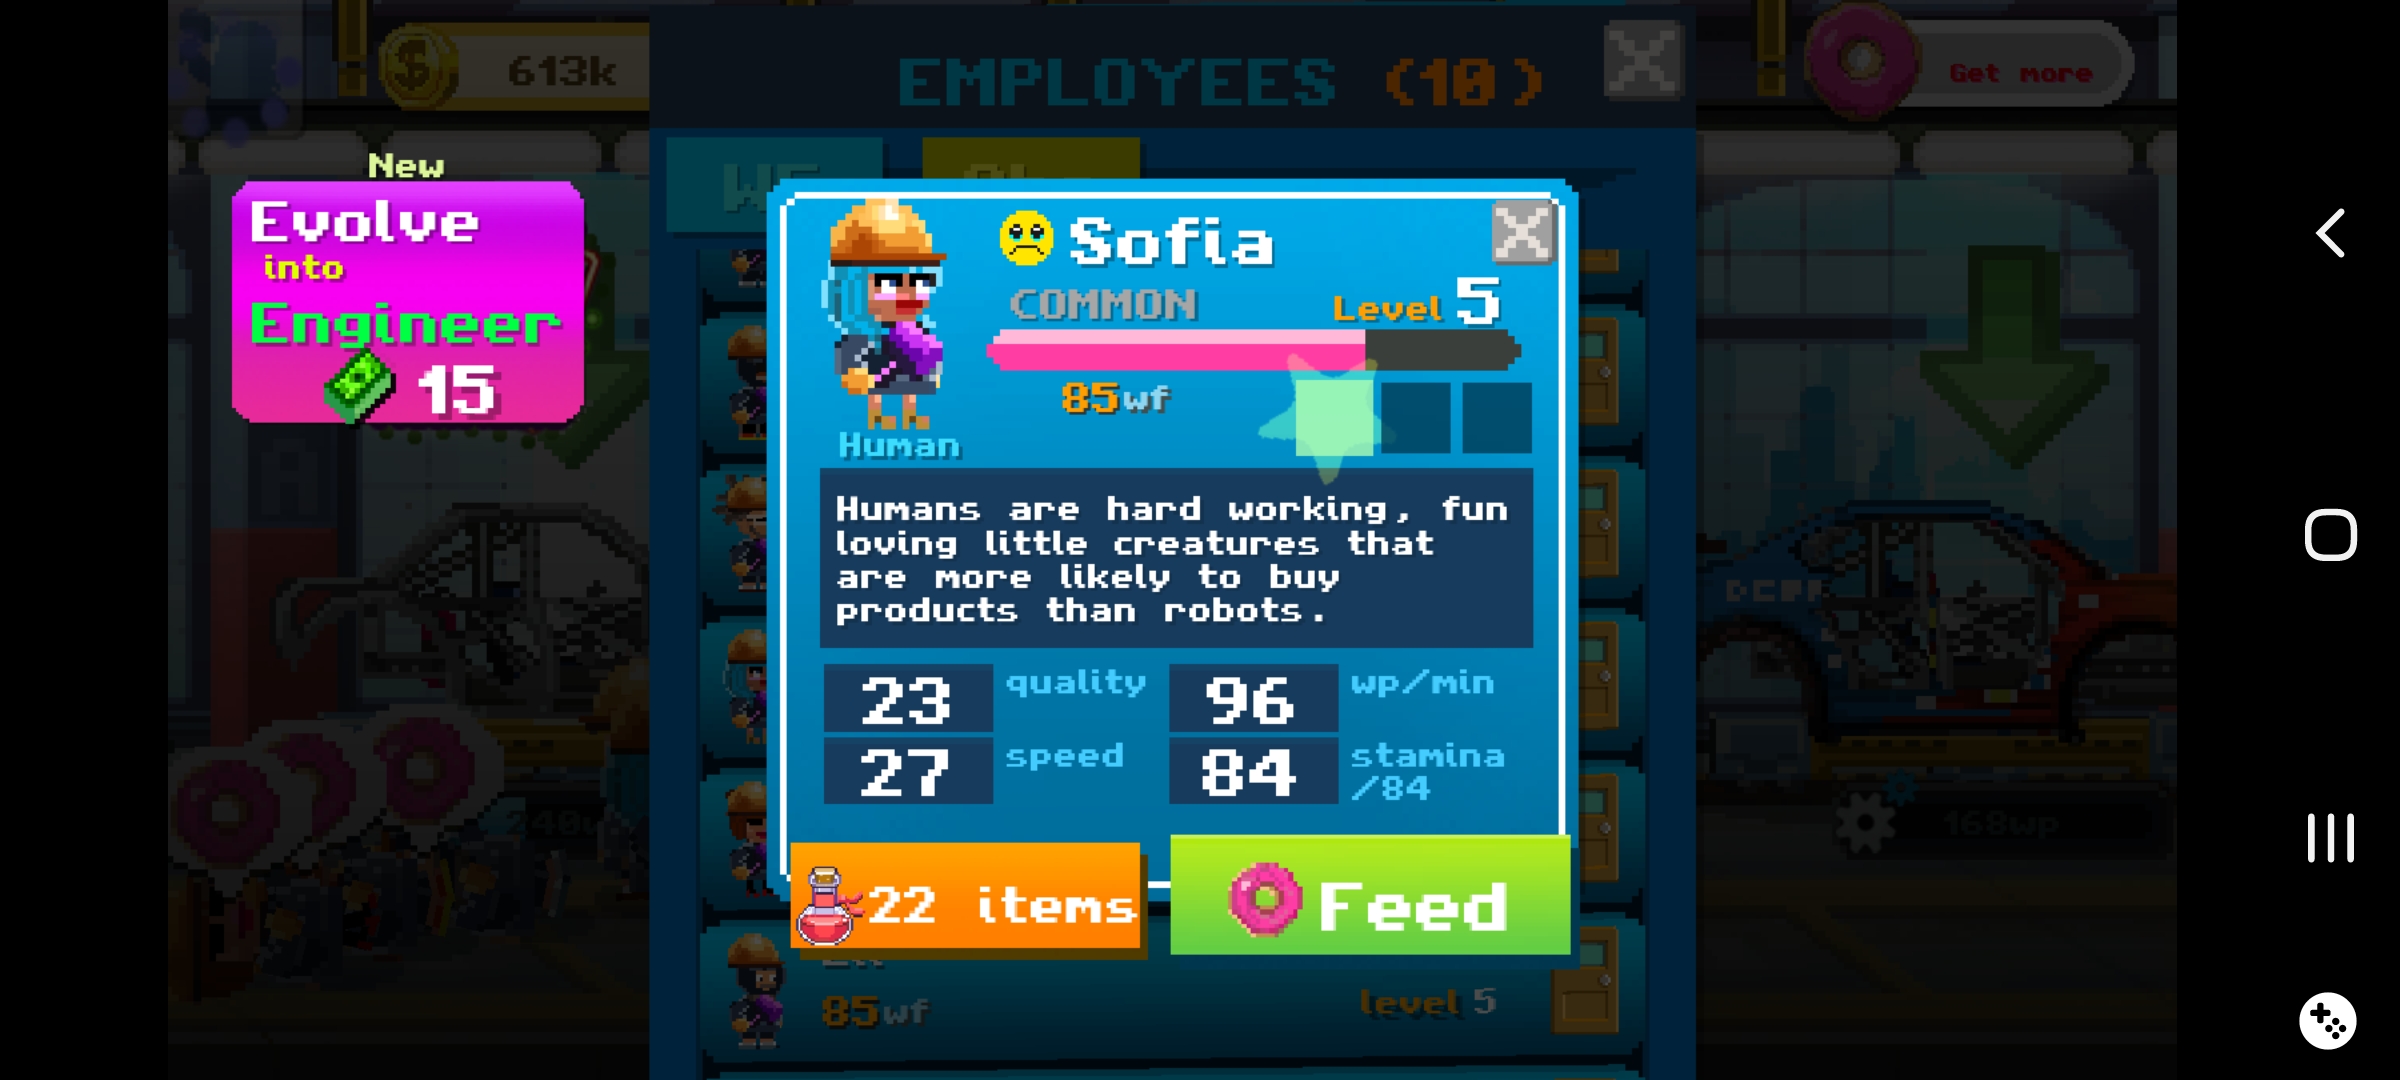 613k
EMPLOYEES (10)
Get more
New
Evolve
into
Engineer
15
Sofia
COMMON
Level 5
85wf
Human
Humans are hard working, fun
loving little creatures that
are more likely to buy
products than robots.
23 quality
96 wp/min
27 speed
84 stamina
/84
22 items
Feed
85wf
level 5
168wp